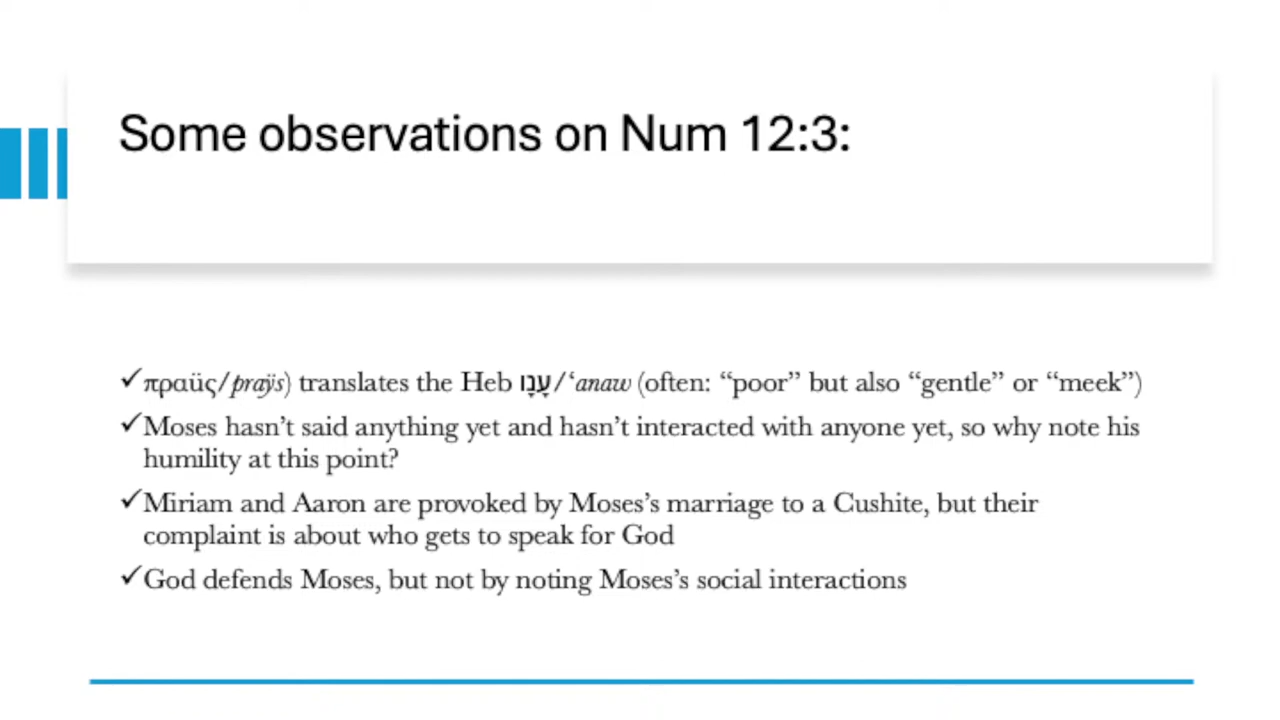 Some observations on Num 12:3:
✓πραΰς/praÿs) translates the Heb עָנָו/‘anaw (often: “poor” but also “gentle” or “meek”)
✓Moses hasn’t said anything yet and hasn’t interacted with anyone yet, so why note his
humility at this point?
✓Miriam and Aaron are provoked by Moses’s marriage to a Cushite, but their
complaint is about who gets to speak for God
✓God defends Moses, but not by noting Moses’s social interactions